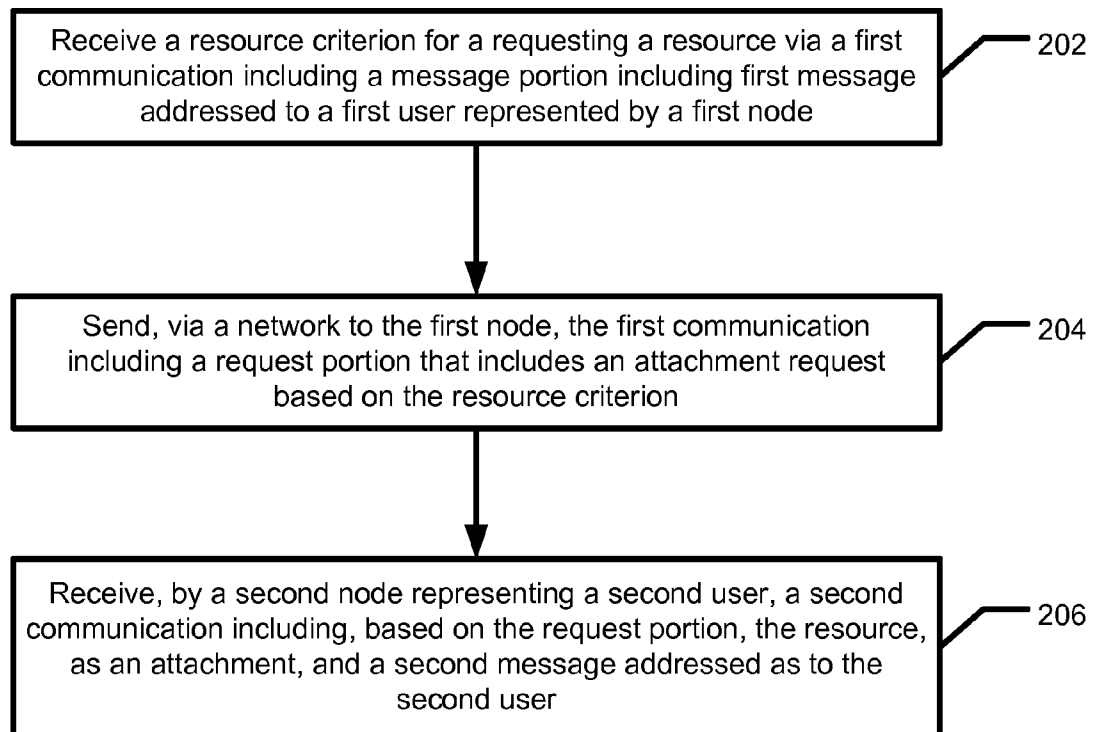 Receive a resource criterion for a requesting a resource via a first
communication including a message portion including first message
addressed to a first user represented by a first node
202
Send, via a network to the first node, the first communication
including a request portion that includes an attachment request
based on the resource criterion
204
Receive, by a second node representing a second user, a second
communication including, based on the request portion, the resource,
as an attachment, and a second message addressed as to the
second user
206